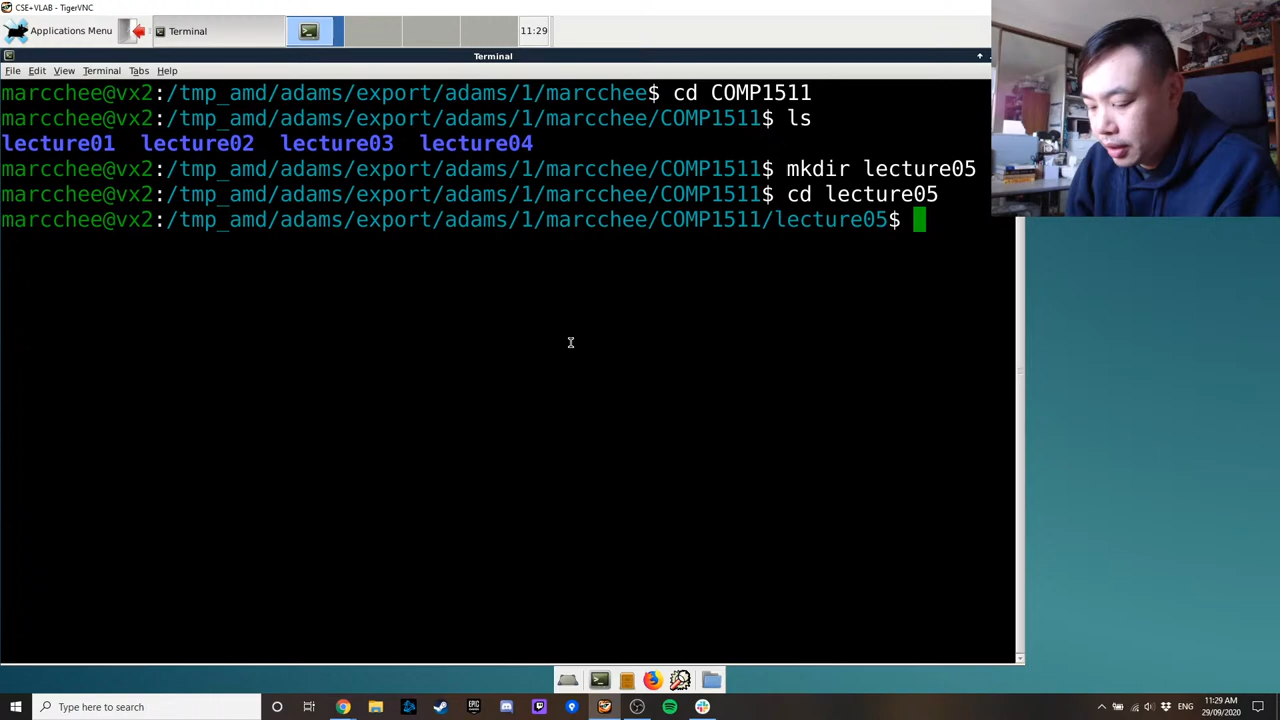 CSE+VLAB - TigerVNC
Applications Menu
Terminal
11:29
Terminal
File Edit View Terminal Tabs Help
marcchee@vx2:/tmp_amd/adams/export/adams/1/marcchee$ cd COMP1511
marcchee@vx2:/tmp_amd/adams/export/adams/1/marcchee/COMP1511$ ls
lecture01 lecture02 lecture03 lecture04
marcchee@vx2:/tmp_amd/adams/export/adams/1/marcchee/COMP1511$ mkdir lecture05
marcchee@vx2:/tmp_amd/adams/export/adams/1/marcchee/COMP1511$ cd lecture05
marcchee@vx2:/tmp_amd/adams/export/adams/1/marcchee/COMP1511/lecture05$
Type here to search
EPIC
ENG
11:29 AM
29/09/2020